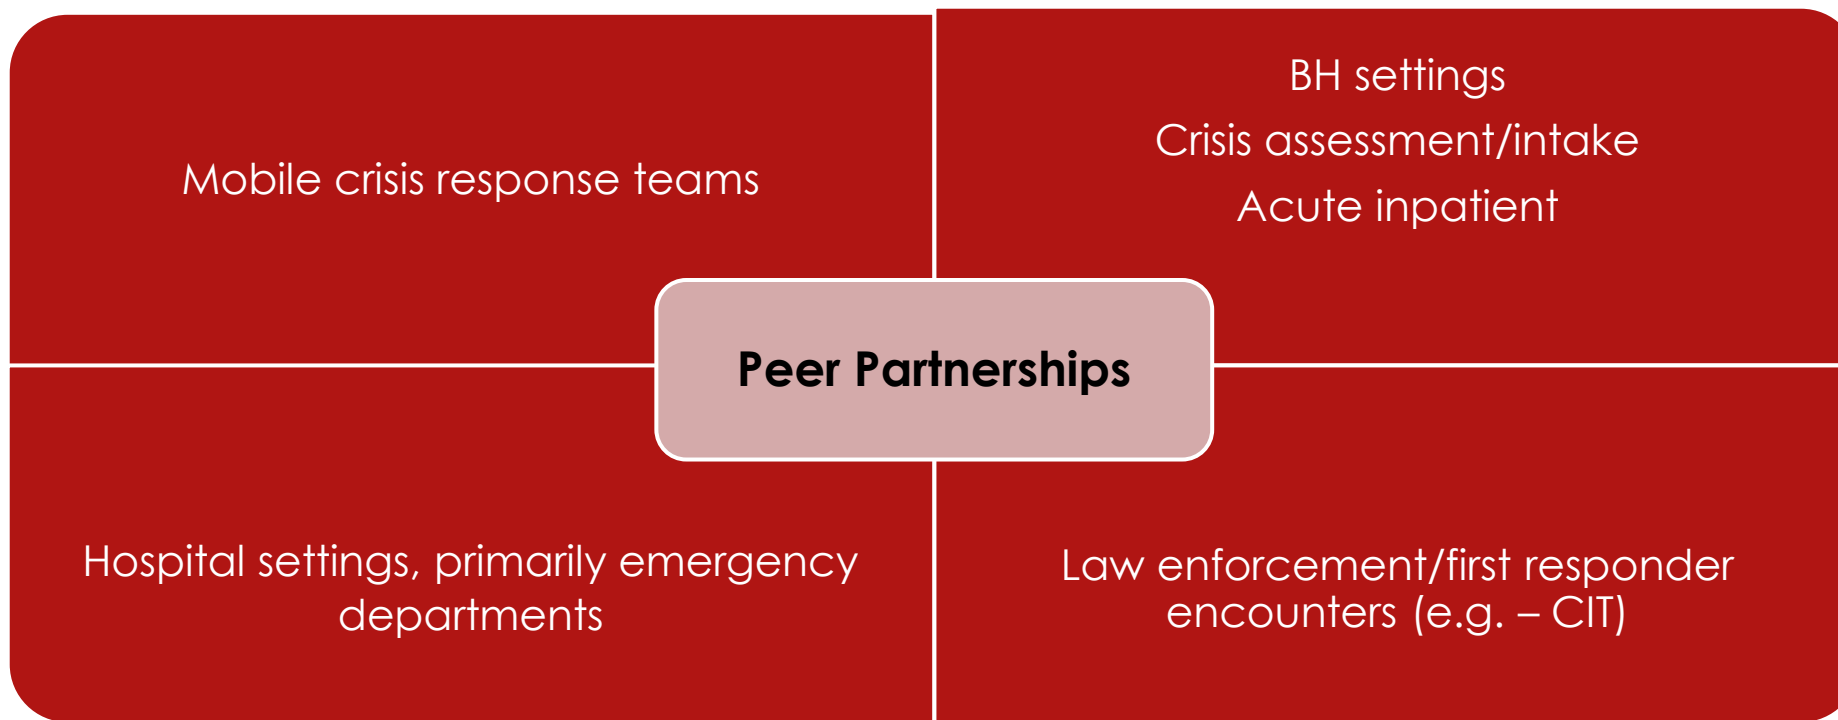 Mobile crisis response teams
BH settings
Crisis assessment/intake
Acute inpatient
Peer Partnerships
Hospital settings, primarily emergency
departments
Law enforcement/first responder
encounters (e.g. – CIT)